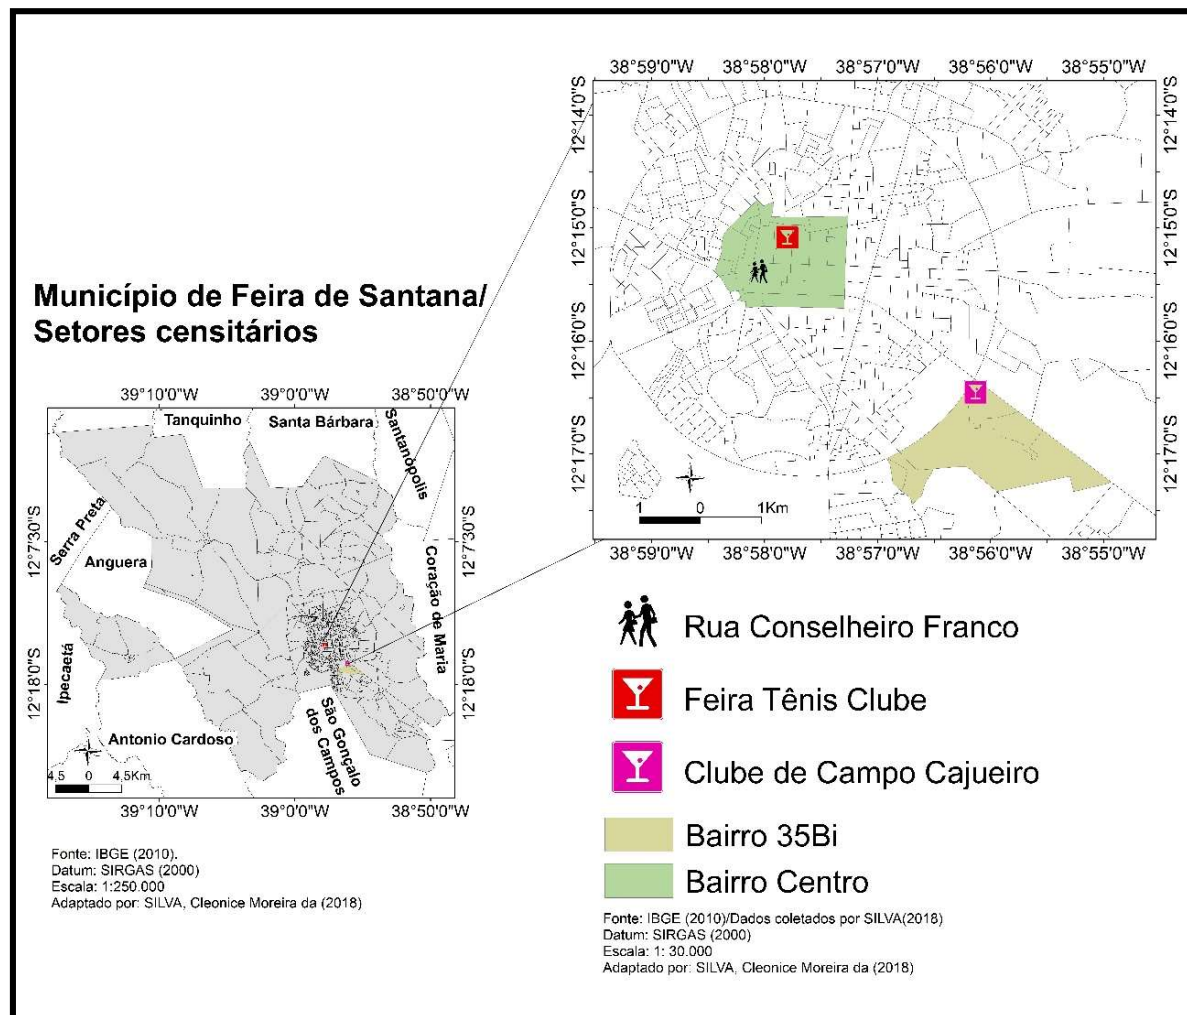 Município de Feira de Santana/
Setores censitários
39°10'0"W
39°0'0"W
38°50'0"W
Tanquinho
Santa Bárbara
Santanópolis
Serra Preta
Anguera
Coração de Maria
Ipecaetá
Antonio Cardoso
São Gonçalo
dos Campos
12°7'30"S
12°18'0"S
12°7'30"S
12°18'0"S
4,5 0 4,5Km
39°10'0"W
39°0'0"W
38°50'0"W
Fonte: IBGE (2010).
Datum: SIRGAS (2000)
Escala: 1:250.000
Adaptado por: SILVA, Cleonice Moreira da (2018)
38°59'0"W
38°58'0"W
38°57'0"W
38°56'0"W
38°55'0"W
12°14'0"S
12°15'0"S
12°16'0"S
12°17'0"S
12°14'0"S
12°15'0"S
12°16'0"S
12°17'0"S
1 0 1Km
38°59'0"W
38°58'0"W
38°57'0"W
38°56'0"W
38°55'0"W
Rua Conselheiro Franco
Feira Tênis Clube
Clube de Campo Cajueiro
Bairro 35Bi
Bairro Centro
Fonte: IBGE (2010)/Dados coletados por SILVA(2018)
Datum: SIRGAS (2000)
Escala: 1: 30.000
Adaptado por: SILVA, Cleonice Moreira da (2018)